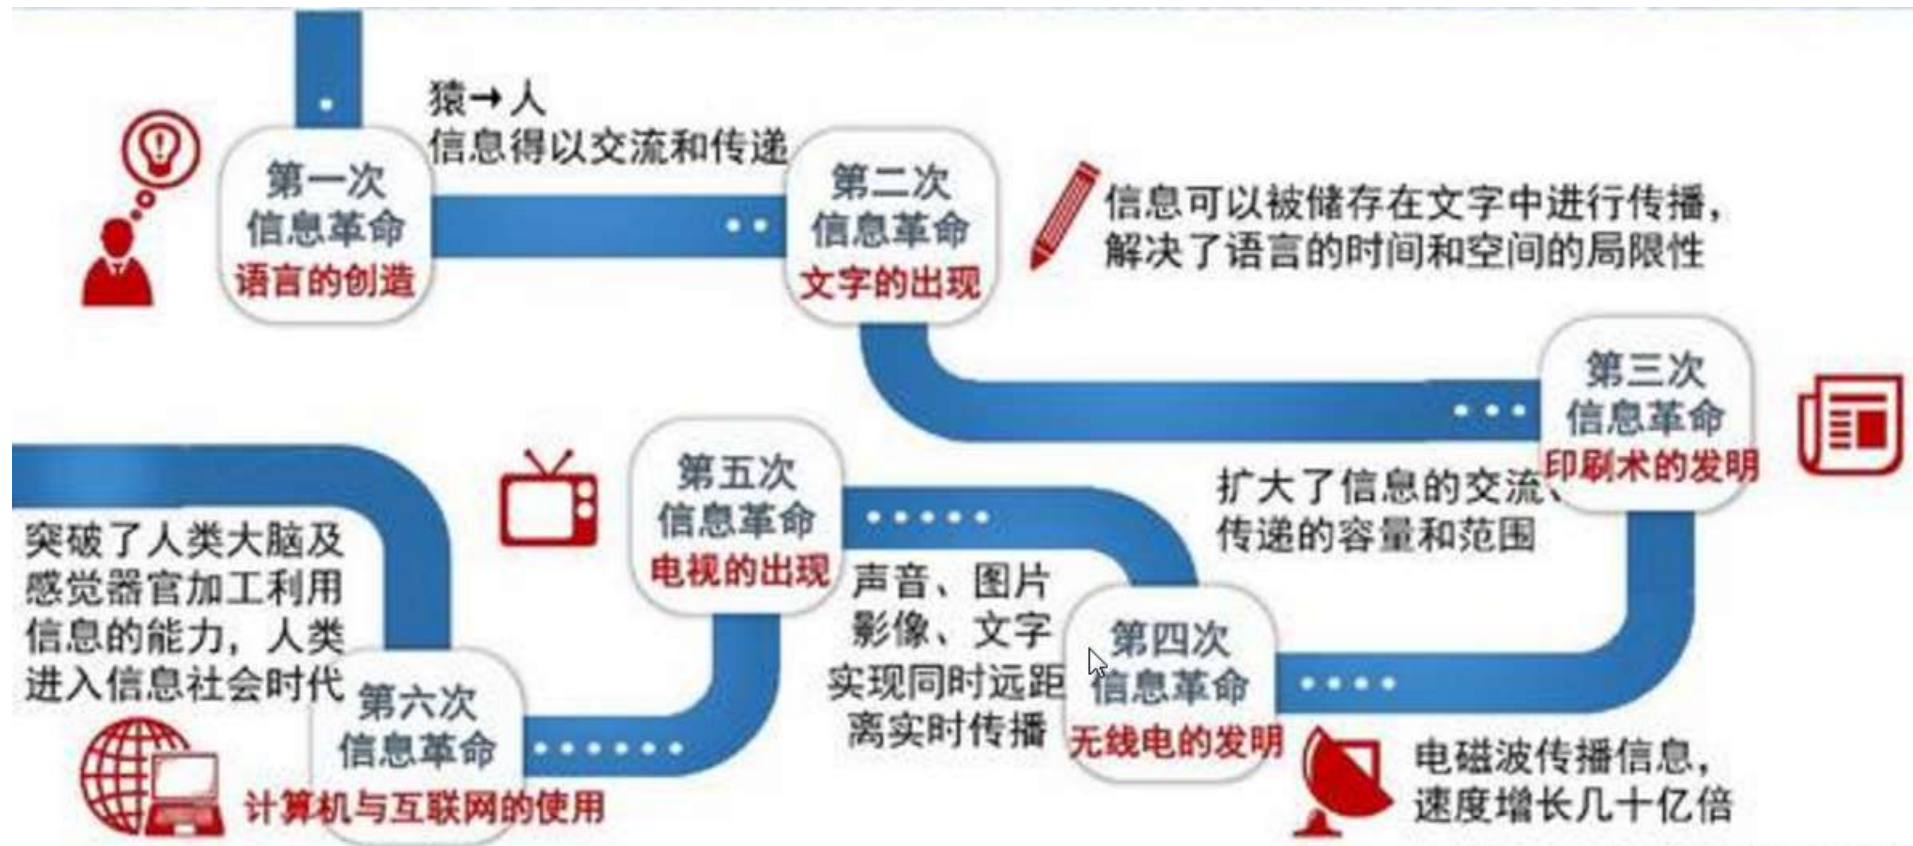 猿→人
信息得以交流和传递
第一次
信息革命
语言的创造
第二次
信息革命
文字的出现
信息可以被储存在文字中进行传播，
解决了语言的时间和空间的局限性
第三次
信息革命
印刷术的发明
扩大了信息的交流、
传递的容量和范围
第四次
信息革命
无线电的发明
电磁波传播信息，
速度增长几十亿倍
第五次
信息革命
电视的出现
声音、图片
影像、文字
实现同时远距
离实时传播
第六次
信息革命
计算机与互联网的使用
突破了人类大脑及
感觉器官加工利用
信息的能力，人类
进入信息社会时代